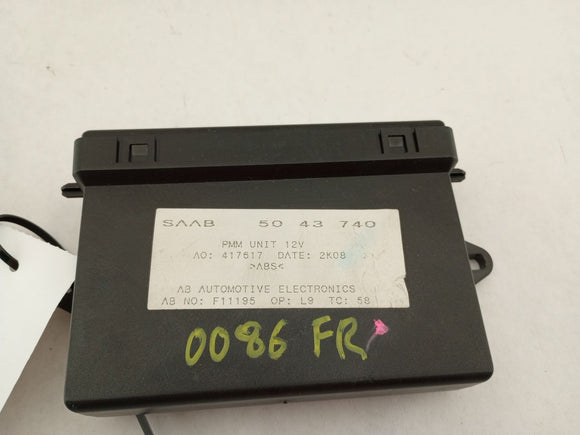 SAAB 50 43 740
PMM UNIT 12V
AO: 417617 DATE: 2K08
>ABS<
AB AUTOMOTIVE ELECTRONICS
AB NO: F11195 OP: L9 TC: 58
0086 FR